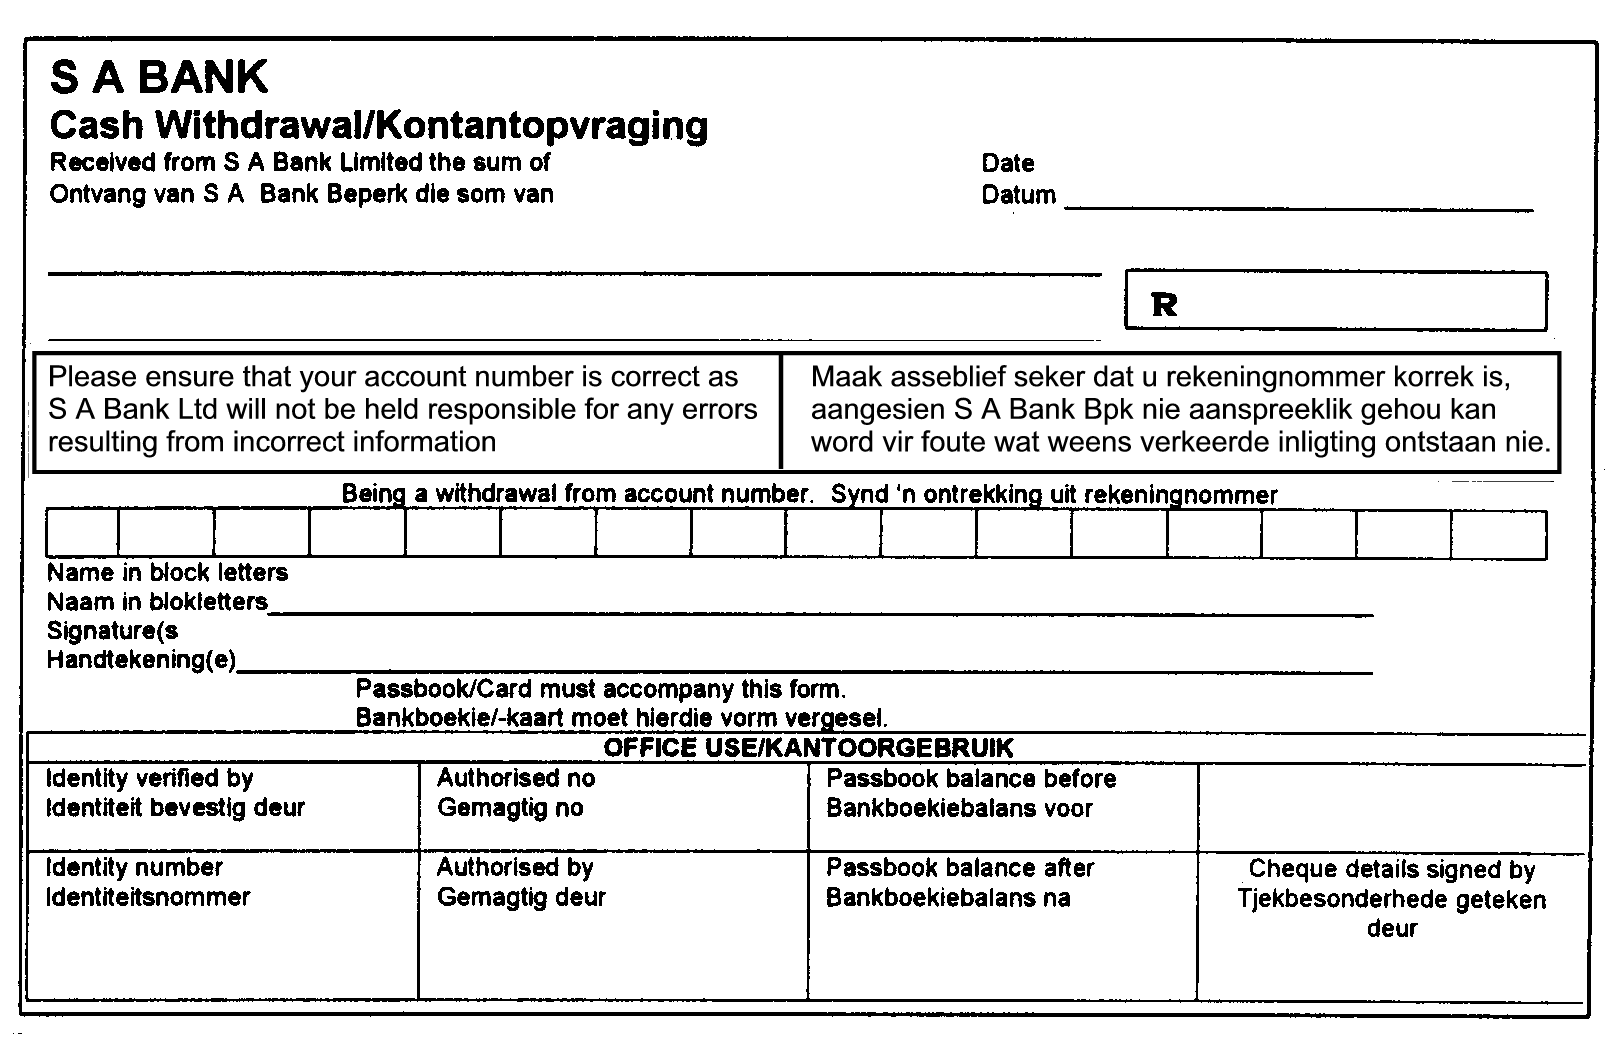 S A BANK
Cash Withdrawal/Kontantopvraging
Received from S A Bank Limited the sum of
Ontvang van S A Bank Beperk die som van
Date
Datum
R
Please ensure that your account number is correct as
S A Bank Ltd will not be held responsible for any errors
resulting from incorrect information
Maak asseblief seker dat u rekeningnommer korrek is,
aangesien S A Bank Bpk nie aanspreeklik gehou kan
word vir foute wat weens verkeerde inligting ontstaan nie.
Being a withdrawal from account number. Synd 'n ontrekking uit rekeningnommer
Name in block letters
Naam in blokletters
Signature(s
Handtekening(e)
Passbook/Card must accompany this form.
Bankboekie/-kaart moet hierdie vorm vergesel.
OFFICE USE/KANTOORGEBRUIK
Identity verified by
Identiteit bevestig deur
Authorised no
Gemagtig no
Passbook balance before
Bankboekiebalans voor
Identity number
Identiteitsnommer
Authorised by
Gemagtig deur
Passbook balance after
Bankboekiebalans na
Cheque details signed by
Tjekbesonderhede geteken
deur